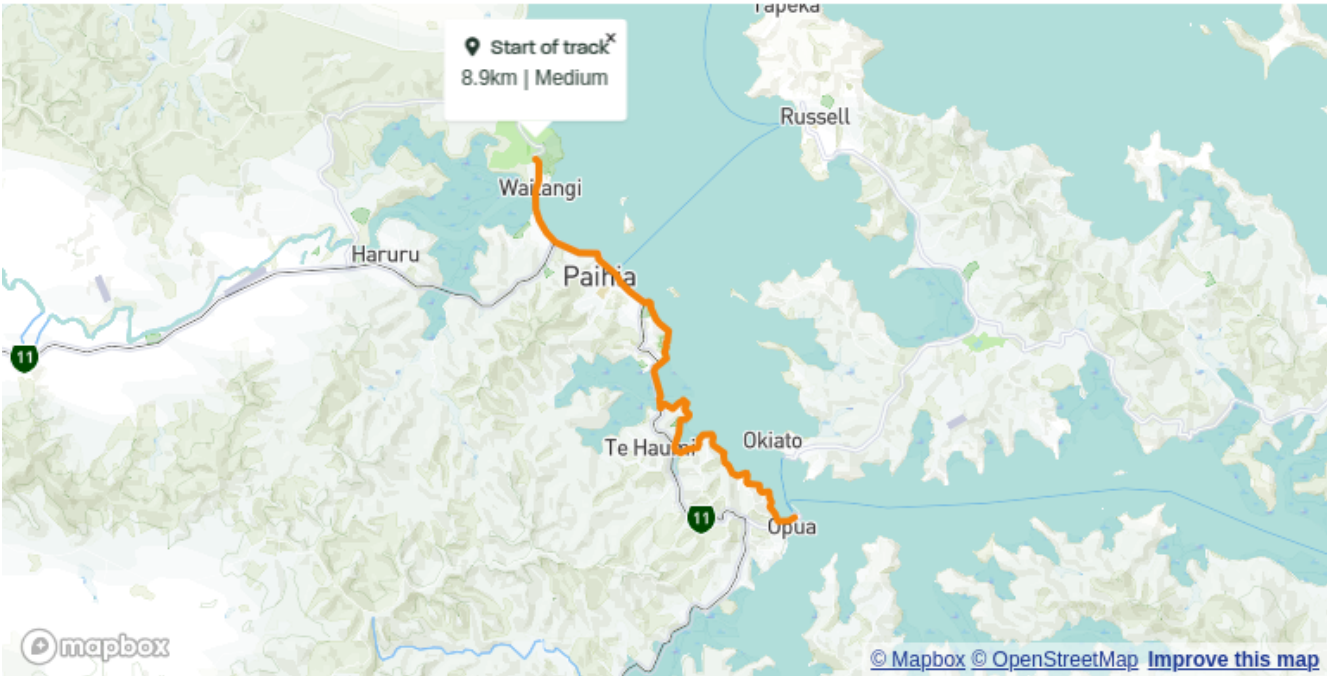 Tapeka
Start of track
x
8.9km | Medium
Russell
Waitangi
Haruru
Paihia
11
Te Haumi
Okiato
11
Opua
mapbox
© Mapbox © OpenStreetMap Improve this map